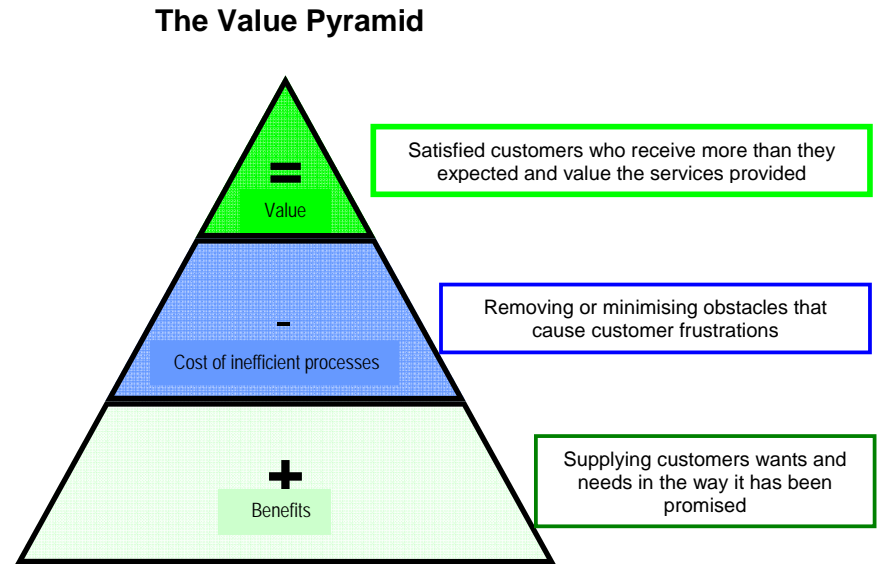 The Value Pyramid
=
Value
Satisfied customers who receive more than they
expected and value the services provided
-
Cost of inefficient processes
Removing or minimising obstacles that
cause customer frustrations
+
Benefits
Supplying customers wants and
needs in the way it has been
promised